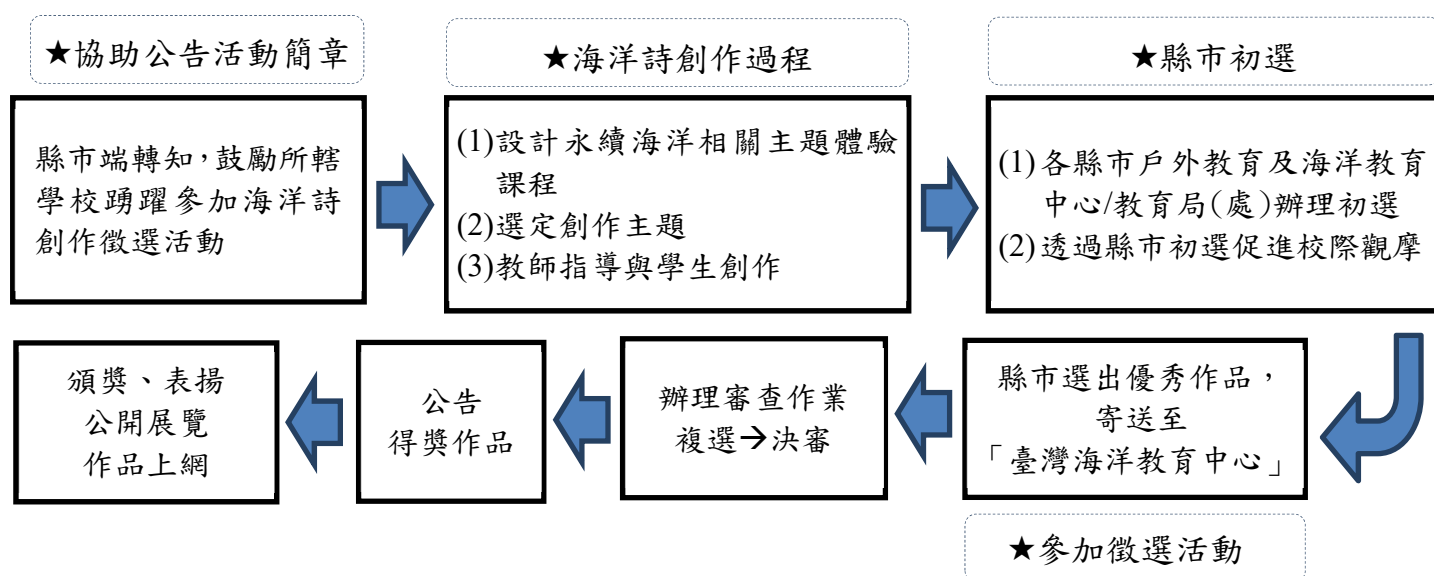 ★協助公告活動簡章
縣市端轉知,鼓勵所轄
學校踴躍參加海洋詩
創作徵選活動
★海洋詩創作過程
(1)設計永續海洋相關主題體驗
課程
(2)選定創作主題
(3)教師指導與學生創作
★縣市初選
(1)各縣市戶外教育及海洋教育
中心/教育局(處)辦理初選
(2)透過縣市初選促進校際觀摩
縣市選出優秀作品,
寄送至
「臺灣海洋教育中心」
★參加徵選活動
辦理審查作業
複選→決審
公告
得獎作品
頒獎、表揚
公開展覽
作品上網